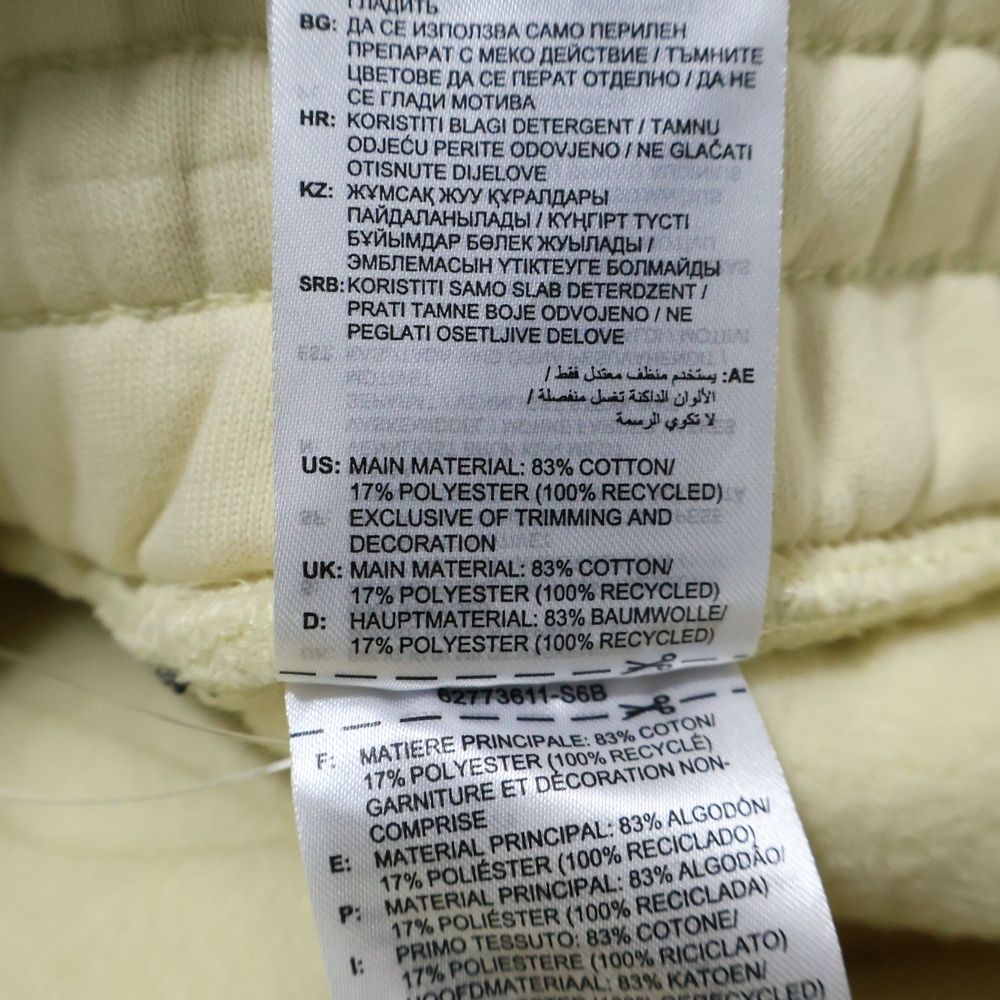 ГЛАДИТЬ
BG: ДА СЕ ИЗПОЛЗВА САМО ПЕРИЛЕН
ПРЕПАРАТ С МЕКО ДЕЙСТВИЕ / ТЪМНИТЕ
ЦВЕТОВЕ ДА СЕ ПЕРАТ ОТДЕЛНО / ДА НЕ
СЕ ГЛАДИ МОТИВА
HR: KORISTITI BLAGI DETERGENT / TAMNU
ODJEĆU PERITE ODOVJENO / NE GLAČATI
OTISNUTE DIJELOVE
KZ: ЖҰМСАҚ ЖУУ ҚҰРАЛДАРЫ
ПАЙДАЛАНЫЛАДЫ / КҮҢГІРТ ТҮСТІ
БҰЙЫМДАР БӨЛЕК ЖУЫЛАДЫ /
ЭМБЛЕМАСЫН ҮТІКТЕУГЕ БОЛМАЙДЫ
SRB: KORISTITI SAMO SLAB DETERDZENT /
PRATI TAMNE BOJE ODVOJENO / NE
PEGLATI OSETLJIVE DELOVE
AE: يستخدم منظف معتدل فقط /
الألوان الداكنة تغسل منفصلة /
لا تكوي الرسمة
US: MAIN MATERIAL: 83% COTTON/
17% POLYESTER (100% RECYCLED)
EXCLUSIVE OF TRIMMING AND
DECORATION
UK: MAIN MATERIAL: 83% COTTON/
17% POLYESTER (100% RECYCLED)
D: HAUPTMATERIAL: 83% BAUMWOLLE/
17% POLYESTER (100% RECYCLED)
62773611-S6B
F: MATIERE PRINCIPALE: 83% COTON/
17% POLYESTER (100% RECYCLÉ)
GARNITURE ET DÉCORATION NON-
COMPRISE
E: MATERIAL PRINCIPAL: 83% ALGODÓN/
17% POLIÉSTER (100% RECICLADO)
P: MATERIAL PRINCIPAL: 83% ALGODÃO/
17% POLIÉSTER (100% RECICLADA)
I: PRIMO TESSUTO: 83% COTONE/
17% POLIESTERE (100% RICICLATO)
HOOFDMATERIAAL: 83% KATOEN/